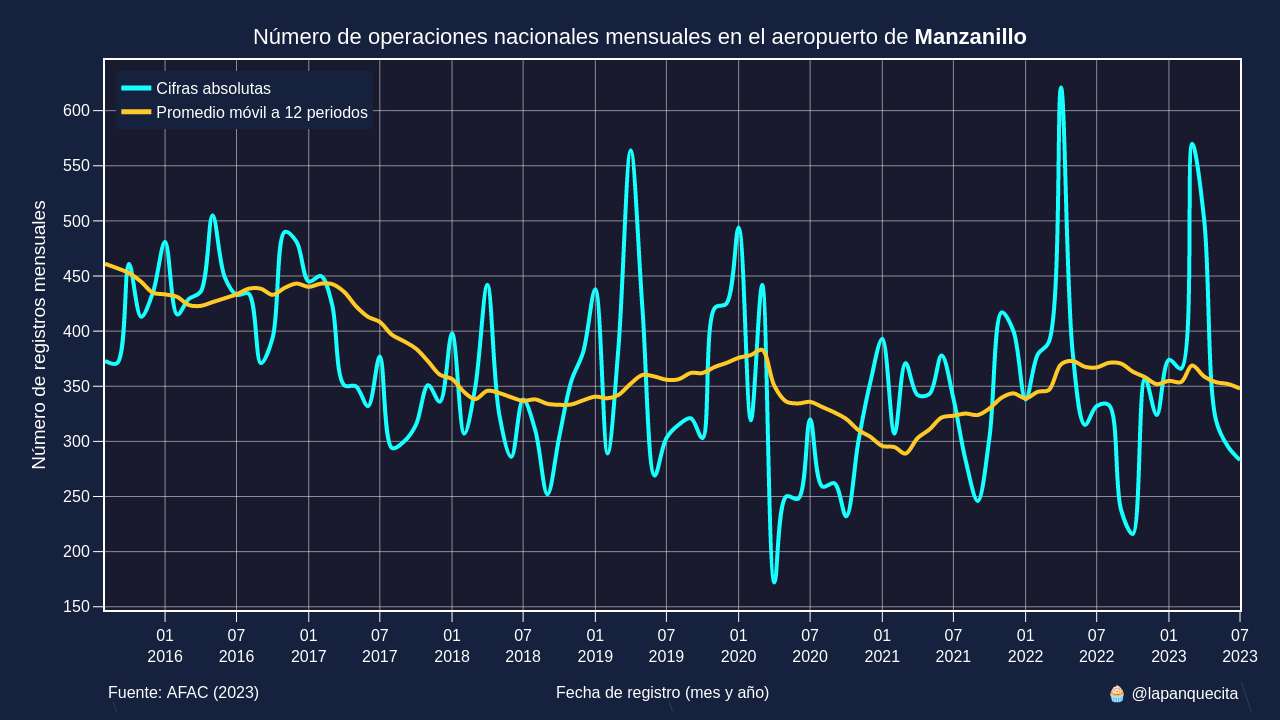 Número de operaciones nacionales mensuales en el aeropuerto de Manzanillo
Cifras absolutas
Promedio móvil a 12 periodos
Número de registros mensuales
600
550
500
450
400
350
300
250
200
150
01 07 01 07 01 07 01 07 01 07 01 07 01 07 01 07
2016 2016 2017 2017 2018 2018 2019 2019 2020 2020 2021 2021 2022 2022 2023 2023
Fuente: AFAC (2023) Fecha de registro (mes y año) 🧁 @lapanquecita